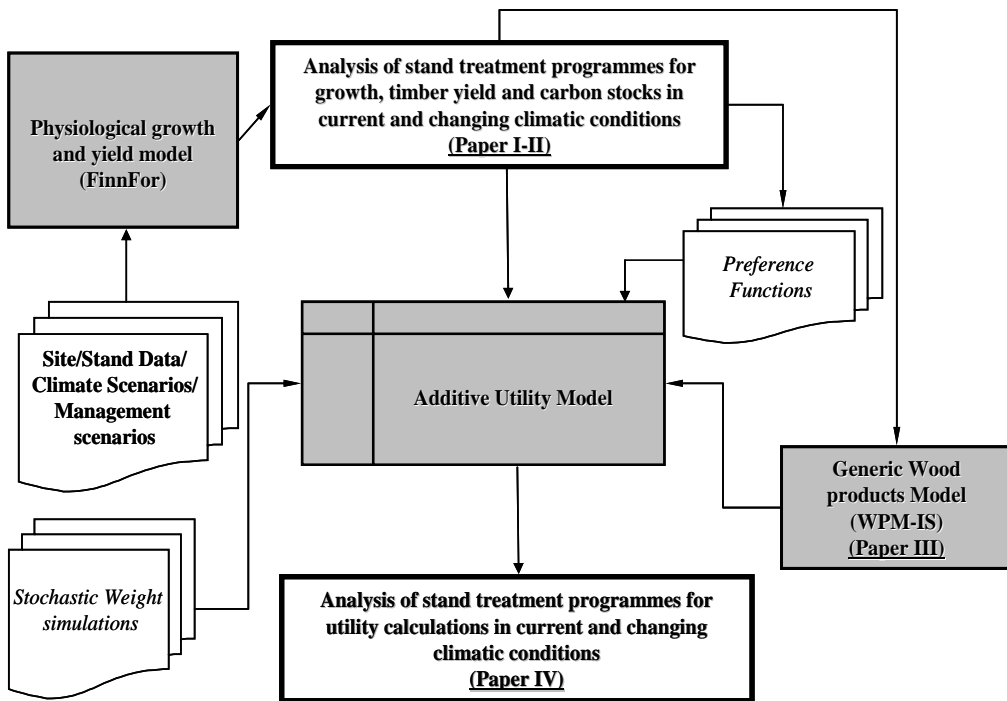 Analysis of stand treatment programmes for
growth, timber yield and carbon stocks in
current and changing climatic conditions
(Paper I-II)
Physiological growth
and yield model
(FinnFor)
Preference
Functions
Site/Stand Data/
Climate Scenarios/
Management
scenarios
Additive Utility Model
Generic Wood
products Model
(WPM-IS)
(Paper III)
Stochastic Weight
simulations
Analysis of stand treatment programmes for
utility calculations in current and changing
climatic conditions
(Paper IV)